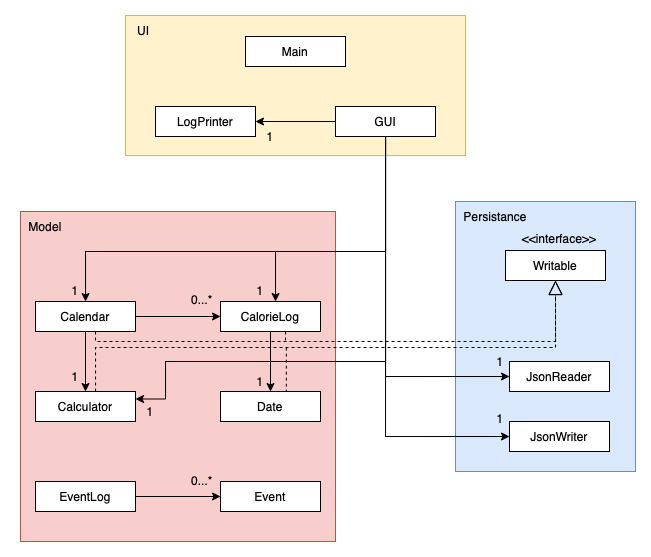 UI
Main
LogPrinter
GUI
1
Model
Persistance
<<interface>>
Writable
1
1
0...*
Calendar
CalorieLog
1
1
1
JsonReader
Calculator
1
Date
1
JsonWriter
0...*
EventLog
Event